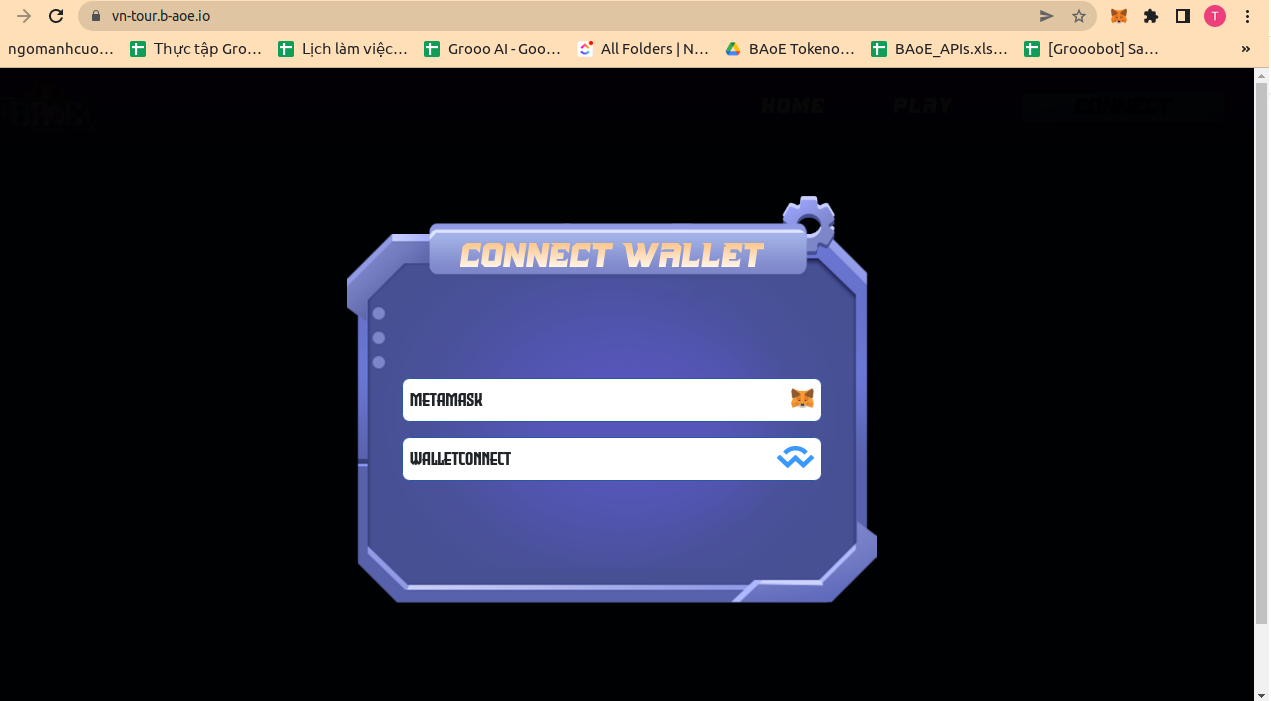 vn-tour.b-aoe.io
T
ngomanhcuo… Thực tập Gro… Lịch làm việc… Grooo AI - Goo… All Folders | N… BAoE Tokeno… BAoE_APIs.xls… [Grooobot] Sa… »
HOME PLAY CONNECT
CONNECT WALLET
METAMASK
WALLETCONNECT